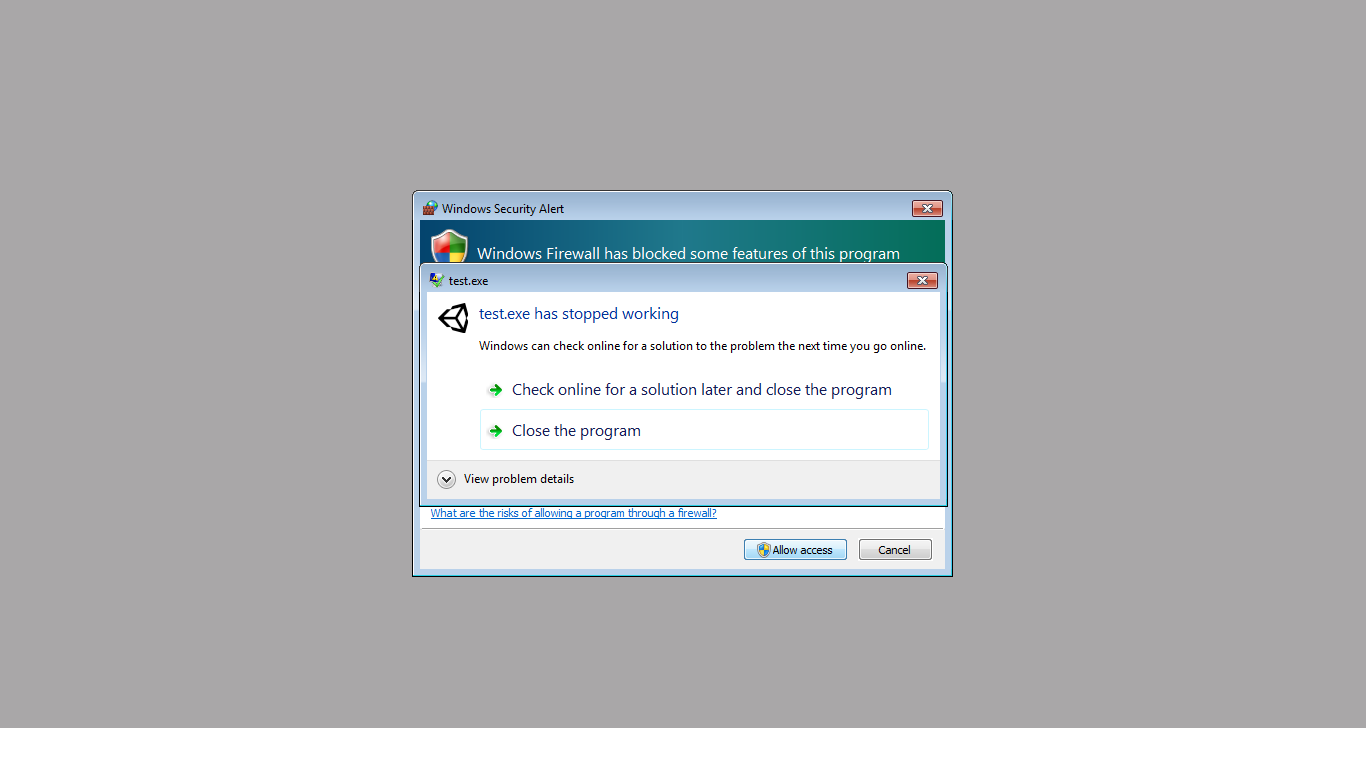 Windows Security Alert
Windows Firewall has blocked some features of this program
test.exe
test.exe has stopped working
Windows can check online for a solution to the problem the next time you go online.
Check online for a solution later and close the program
Close the program
View problem details
What are the risks of allowing a program through a firewall?
Allow access
Cancel